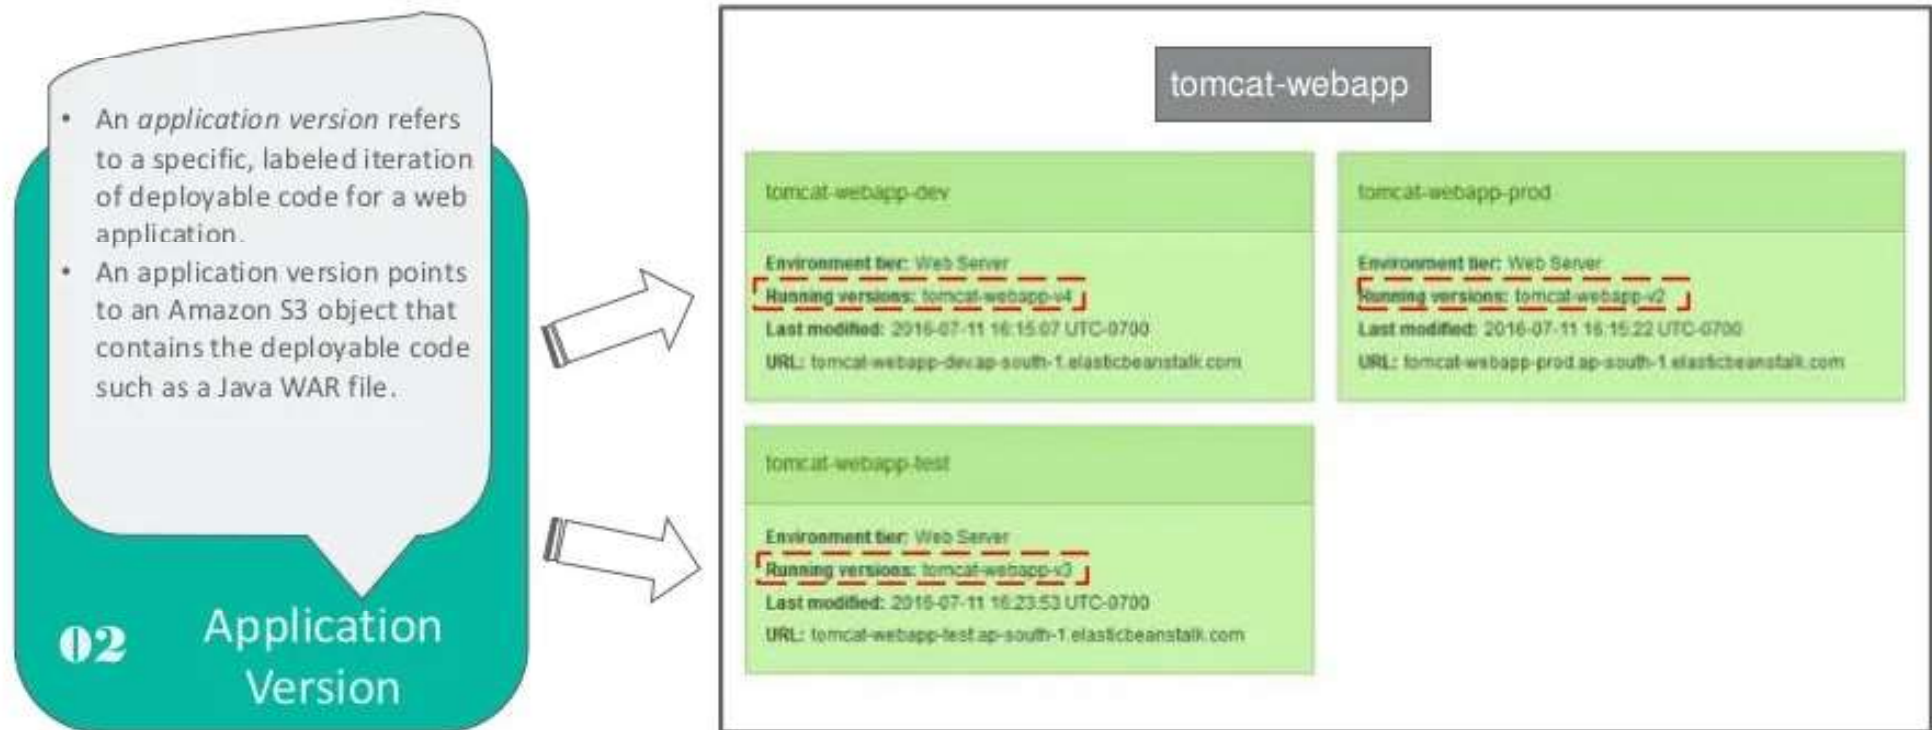 • An application version refers
to a specific, labeled iteration
of deployable code for a web
application.
• An application version points
to an Amazon S3 object that
contains the deployable code
such as a Java WAR file.
02
Application
Version
tomcat-webapp
tomcat-webapp-dev
Environment tier: Web Server
Running versions: tomcat-webapp-v4
Last modified: 2016-07-11 16:15:07 UTC-0700
URL: tomcat-webapp-dev.ap-south-1.elasticbeanstalk.com
tomcat-webapp-prod
Environment tier: Web Server
Running versions: tomcat-webapp-v2
Last modified: 2016-07-11 16:15:22 UTC-0700
URL: tomcat-webapp-prod.ap-south-1.elasticbeanstalk.com
tomcat-webapp-test
Environment tier: Web Server
Running versions: tomcat-webapp-v3
Last modified: 2016-07-11 16:23:53 UTC-0700
URL: tomcat-webapp-test.ap-south-1.elasticbeanstalk.com